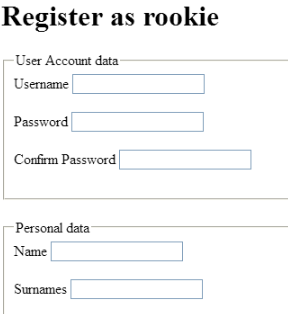 Register as rookie
User Account data
Username
Password
Confirm Password
Personal data
Name
Surnames